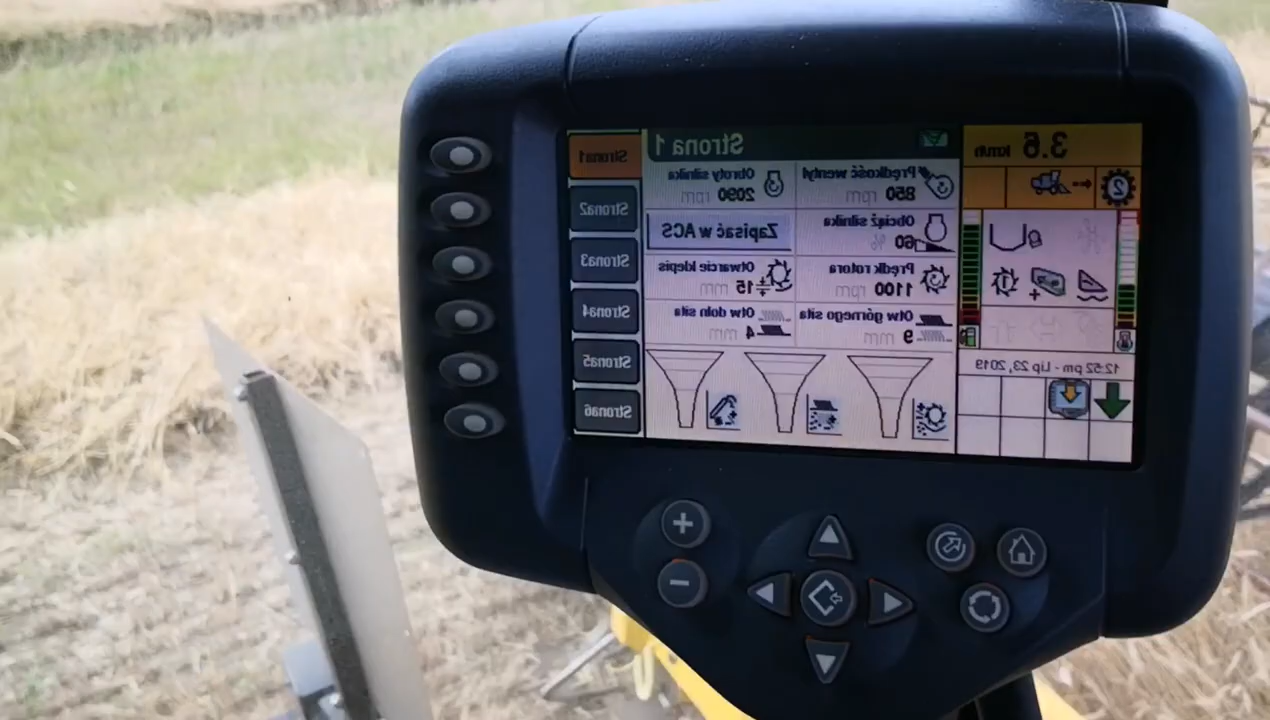 3.6 km/h
2
12:52 pm - Lip 23, 2019
Strona 1
Prędkość wentyl
850 rpm
Obroty silnika
2090 rpm
Obciąż silnika
60 %
Zapisać w ACS
Prędk rotora
1100 rpm
Otwarcie klepis
15 mm
Otw górnego sita
9 mm
Otw doln sita
4 mm
Strona1
Strona2
Strona3
Strona4
Strona5
Strona6